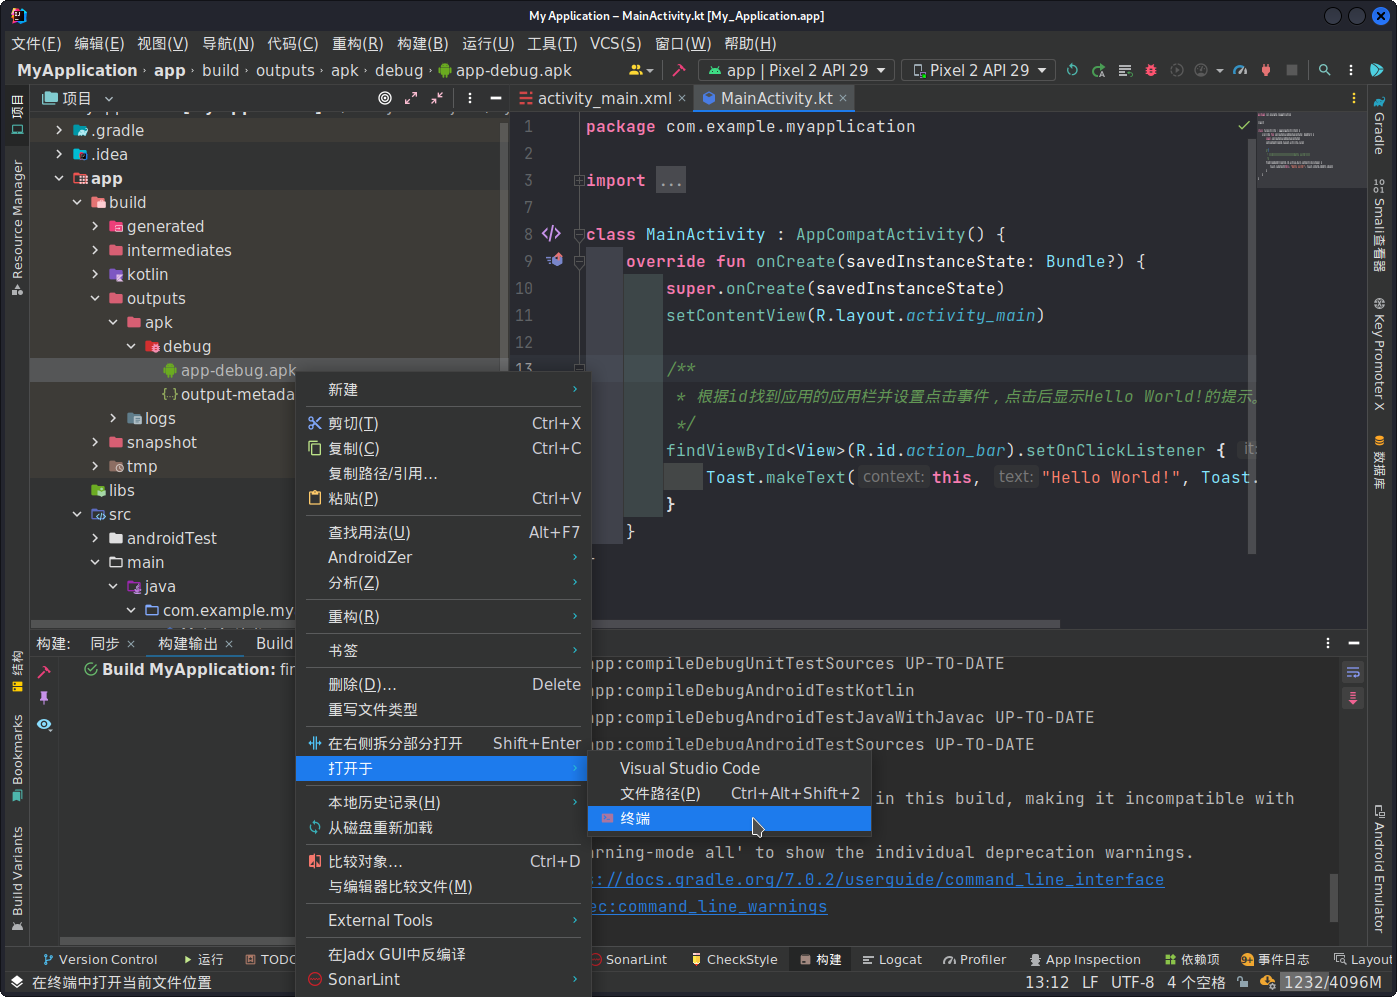 My Application – MainActivity.kt [My_Application.app]
文件(F) 编辑(E) 视图(V) 导航(N) 代码(C) 重构(R) 构建(B) 运行(U) 工具(T) VCS(S) 窗口(W) 帮助(H)
MyApplication › app › build › outputs › apk › debug › app-debug.apk
app | Pixel 2 API 29
Pixel 2 API 29
项目
activity_main.xml
MainActivity.kt
.gradle
.idea
app
build
generated
intermediates
kotlin
outputs
apk
debug
app-debug.apk
output-metada
logs
snapshot
tmp
libs
src
androidTest
main
java
com.example.my
1 package com.example.myapplication
2
3 import ...
7
8 class MainActivity : AppCompatActivity() {
9 override fun onCreate(savedInstanceState: Bundle?) {
10 super.onCreate(savedInstanceState)
11 setContentView(R.layout.activity_main)
12
13 /**
* 根据id找到应用的应用栏并设置点击事件，点击后显示Hello World!的提示。
*/
findViewById<View>(R.id.action_bar).setOnClickListener { it:
Toast.makeText( context: this, text: "Hello World!", Toast.
}
}
新建
剪切(T) Ctrl+X
复制(C) Ctrl+C
复制路径/引用...
粘贴(P) Ctrl+V
查找用法(U) Alt+F7
AndroidZer
分析(Z)
重构(R)
书签
删除(D)... Delete
重写文件类型
在右侧拆分部分打开 Shift+Enter
打开于
本地历史记录(H)
从磁盘重新加载
比较对象... Ctrl+D
与编辑器比较文件(M)
External Tools
在Jadx GUI中反编译
SonarLint
Visual Studio Code
文件路径(P) Ctrl+Alt+Shift+2
终端
构建: 同步 构建输出 Build
Build MyApplication: fin
app:compileDebugUnitTestSources UP-TO-DATE
app:compileDebugAndroidTestKotlin
app:compileDebugAndroidTestJavaWithJavac UP-TO-DATE
app:compileDebugAndroidTestSources UP-TO-DATE
in this build, making it incompatible with
arning-mode all' to show the individual deprecation warnings.
s://docs.gradle.org/7.0.2/userguide/command_line_interface
ec:command_line_warnings
项目
Resource Manager
结构
Bookmarks
Build Variants
Gradle
Smali查看器
Key Promoter X
数据库
Android Emulator
Version Control 运行 TODO SonarLint CheckStyle 构建 Logcat Profiler App Inspection 依赖项 9+ 事件日志 Layout
在终端中打开当前文件位置
13:12 LF UTF-8 4 个空格 1232/4096M